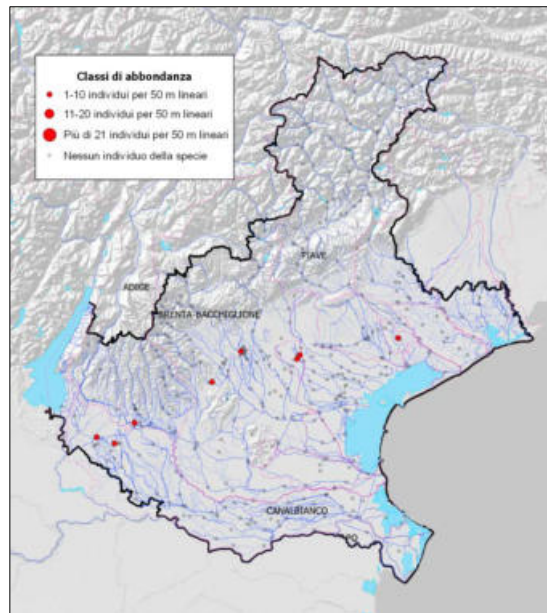 Classi di abbondanza
1-10 individui per 50 m lineari
11-20 individui per 50 m lineari
Più di 21 individui per 50 m lineari
Nessun individuo della specie
PIAVE
ADIGE
BRENTA-BACCHIGLIONE
CANALBIANCO
PO